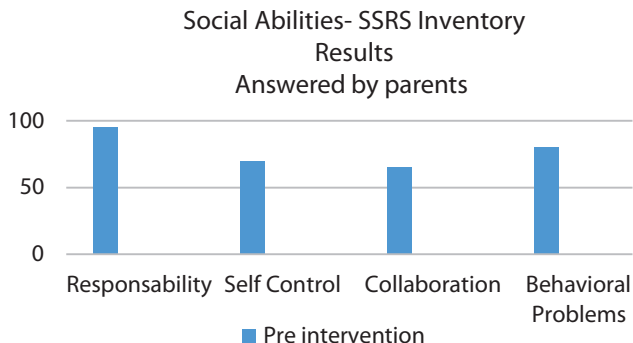 Social Abilities- SSRS Inventory
Results
Answered by parents
100
50
0
Responsability Self Control Collaboration Behavioral
Problems
Pre intervention